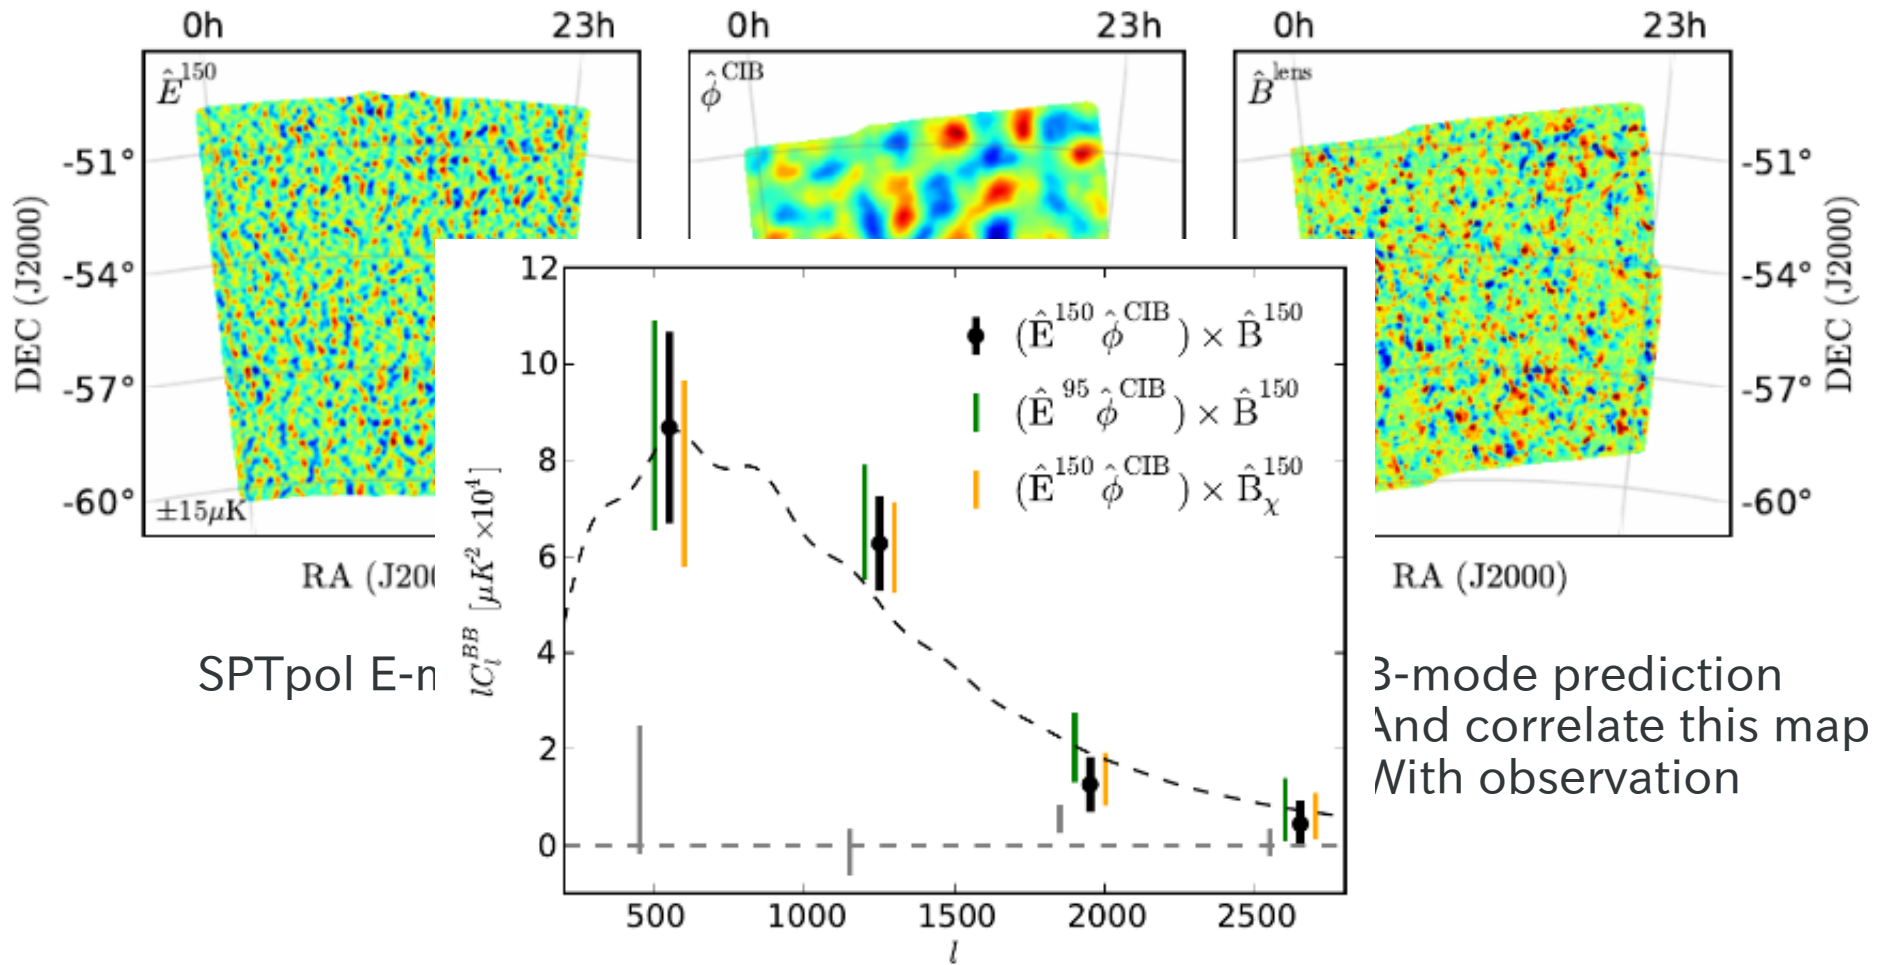 0h 23h
0h 23h
0h 23h
Ê^150
φ̂^CIB
B̂^lens
DEC (J2000)
-51°
-54°
-57°
-60°
±15μK
RA (J200
-51°
-54°
-57°
-60°
DEC (J2000)
RA (J2000)
12
10
8
6
4
2
0
lC_l^BB [μK^2 ×10^4]
(Ê^150 φ̂^CIB) × B̂^150
(Ê^95 φ̂^CIB) × B̂^150
(Ê^150 φ̂^CIB) × B̂_χ^150
500 1000 1500 2000 2500
l
SPTpol E-
-mode prediction
And correlate this map
With observation